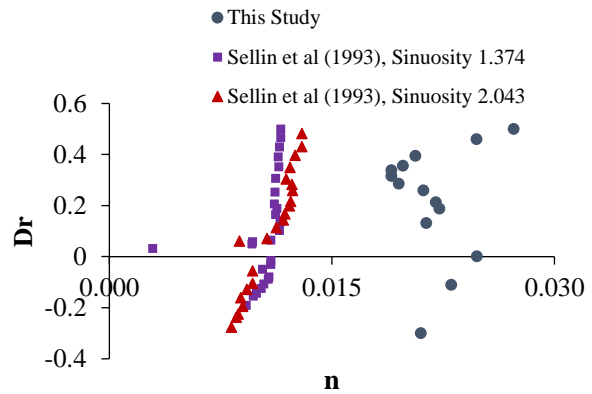 This Study
Sellin et al (1993), Sinuosity 1.374
Sellin et al (1993), Sinuosity 2.043
0.6
0.4
0.2
0
-0.2
-0.4
Dr
0.000
0.015
0.030
n